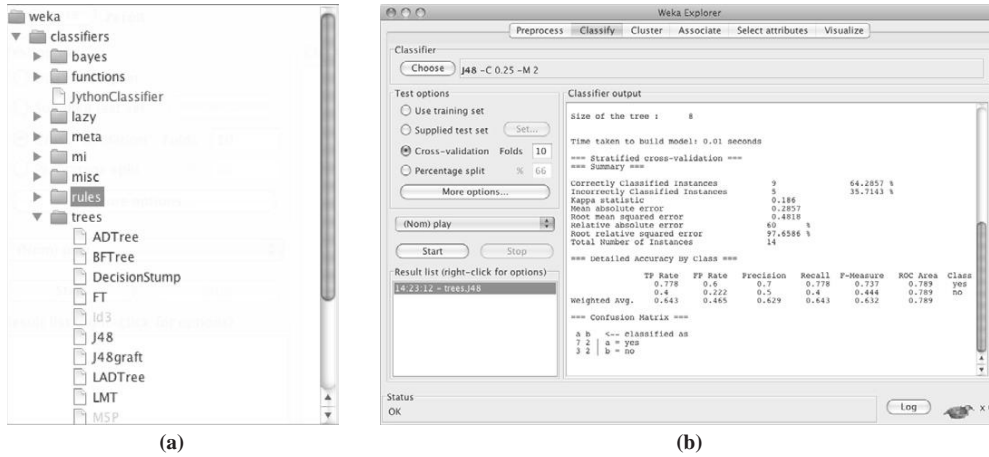 weka
classifiers
bayes
functions
JythonClassifier
lazy
meta
mi
misc
rules
trees
ADTree
BFTree
DecisionStump
FT
Id3
J48
J48graft
LADTree
LMT
M5P
(a)
Weka Explorer
Preprocess Classify Cluster Associate Select attributes Visualize
Classifier
Choose J48 -C 0.25 -M 2
Test options
Use training set
Supplied test set Set...
Cross-validation Folds 10
Percentage split % 66
More options...
(Nom) play
Start Stop
Result list (right-click for options)
14:23:12 - trees.J48
Classifier output
Size of the tree : 8
Time taken to build model: 0.01 seconds
=== Stratified cross-validation ===
=== Summary ===
Correctly Classified Instances 9 64.2857 %
Incorrectly Classified Instances 5 35.7143 %
Kappa statistic 0.186
Mean absolute error 0.2857
Root mean squared error 0.4818
Relative absolute error 60 %
Root relative squared error 97.6586 %
Total Number of Instances 14
=== Detailed Accuracy By Class ===
TP Rate FP Rate Precision Recall F-Measure ROC Area Class
0.778 0.6 0.7 0.778 0.737 0.789 yes
0.4 0.222 0.5 0.4 0.444 0.789 no
Weighted Avg. 0.643 0.465 0.629 0.643 0.632 0.789
=== Confusion Matrix ===
a b <-- classified as
7 2 | a = yes
3 2 | b = no
Status
OK
Log x
(b)